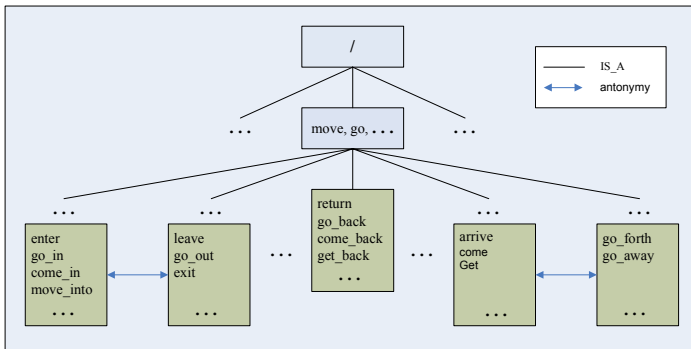 /
IS_A
antonymy
... move, go, ... ...
... ... ... ...
enter
go_in
come_in
move_into
...
leave
go_out
exit
...
...
return
go_back
come_back
get_back
...
...
arrive
come
Get
...
go_forth
go_away
...